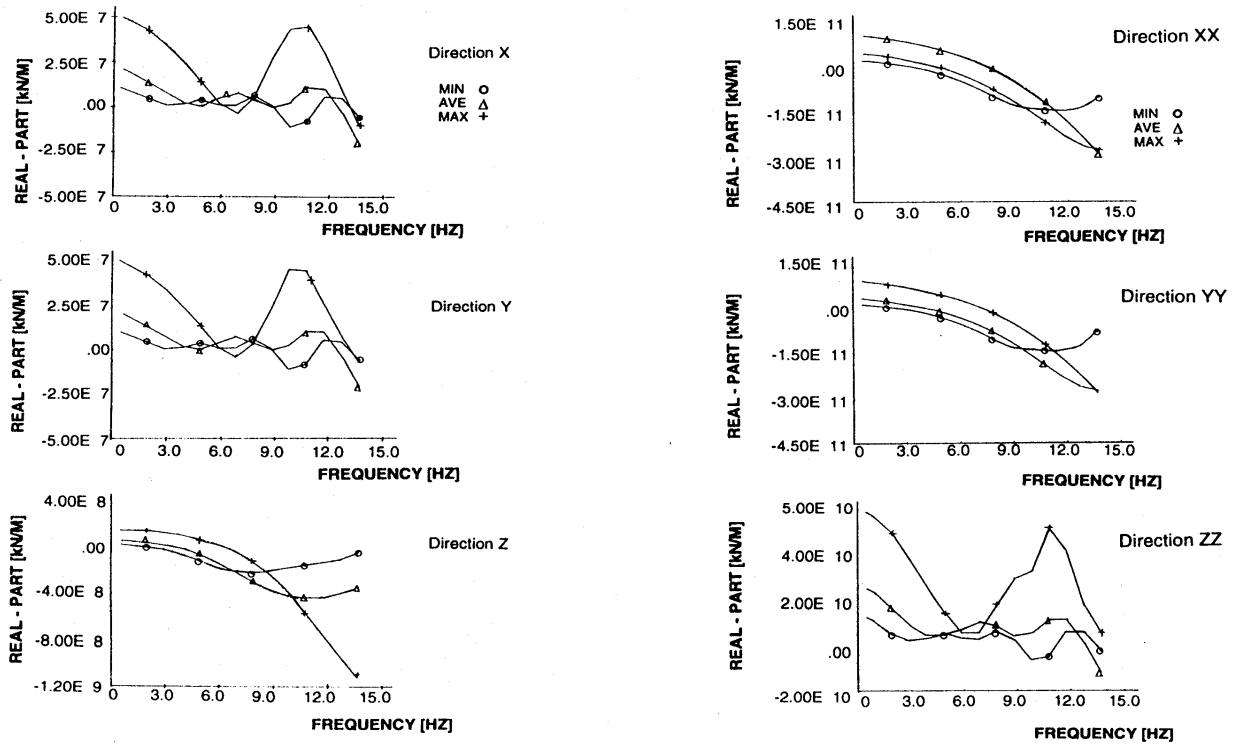 REAL - PART [kN/M]
5.00E 7
2.50E 7
.00
-2.50E 7
-5.00E 7
0 3.0 6.0 9.0 12.0 15.0
FREQUENCY [HZ]
Direction X
MIN
AVE
MAX
REAL - PART [kN/M]
1.50E 11
.00
-1.50E 11
-3.00E 11
-4.50E 11
0 3.0 6.0 9.0 12.0 15.0
FREQUENCY [HZ]
Direction XX
MIN
AVE
MAX
REAL - PART [kN/M]
5.00E 7
2.50E 7
.00
-2.50E 7
-5.00E 7
0 3.0 6.0 9.0 12.0 15.0
FREQUENCY [HZ]
Direction Y
REAL - PART [kN/M]
1.50E 11
.00
-1.50E 11
-3.00E 11
-4.50E 11
0 3.0 6.0 9.0 12.0 15.0
FREQUENCY [HZ]
Direction YY
REAL - PART [kN/M]
4.00E 8
.00
-4.00E 8
-8.00E 8
-1.20E 9
0 3.0 6.0 9.0 12.0 15.0
FREQUENCY [HZ]
Direction Z
REAL - PART [kN/M]
5.00E 10
4.00E 10
2.00E 10
.00
-2.00E 10
0 3.0 6.0 9.0 12.0 15.0
FREQUENCY [HZ]
Direction ZZ